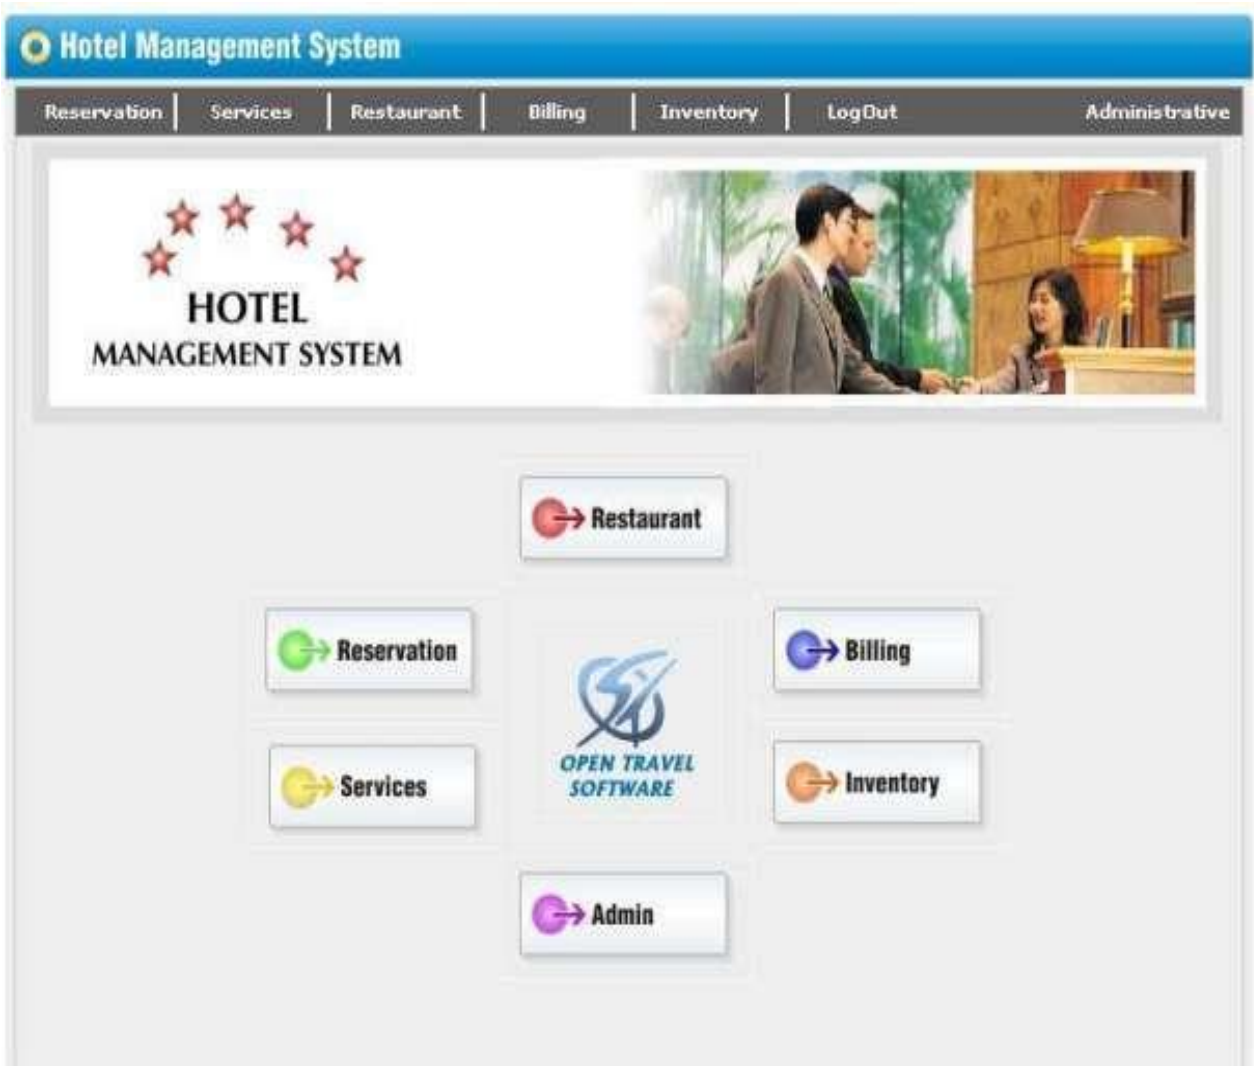 Hotel Management System
Reservation Services Restaurant Billing Inventory LogOut Administrative
HOTEL
MANAGEMENT SYSTEM
Restaurant
Reservation
Billing
OPEN TRAVEL
SOFTWARE
Services
Inventory
Admin